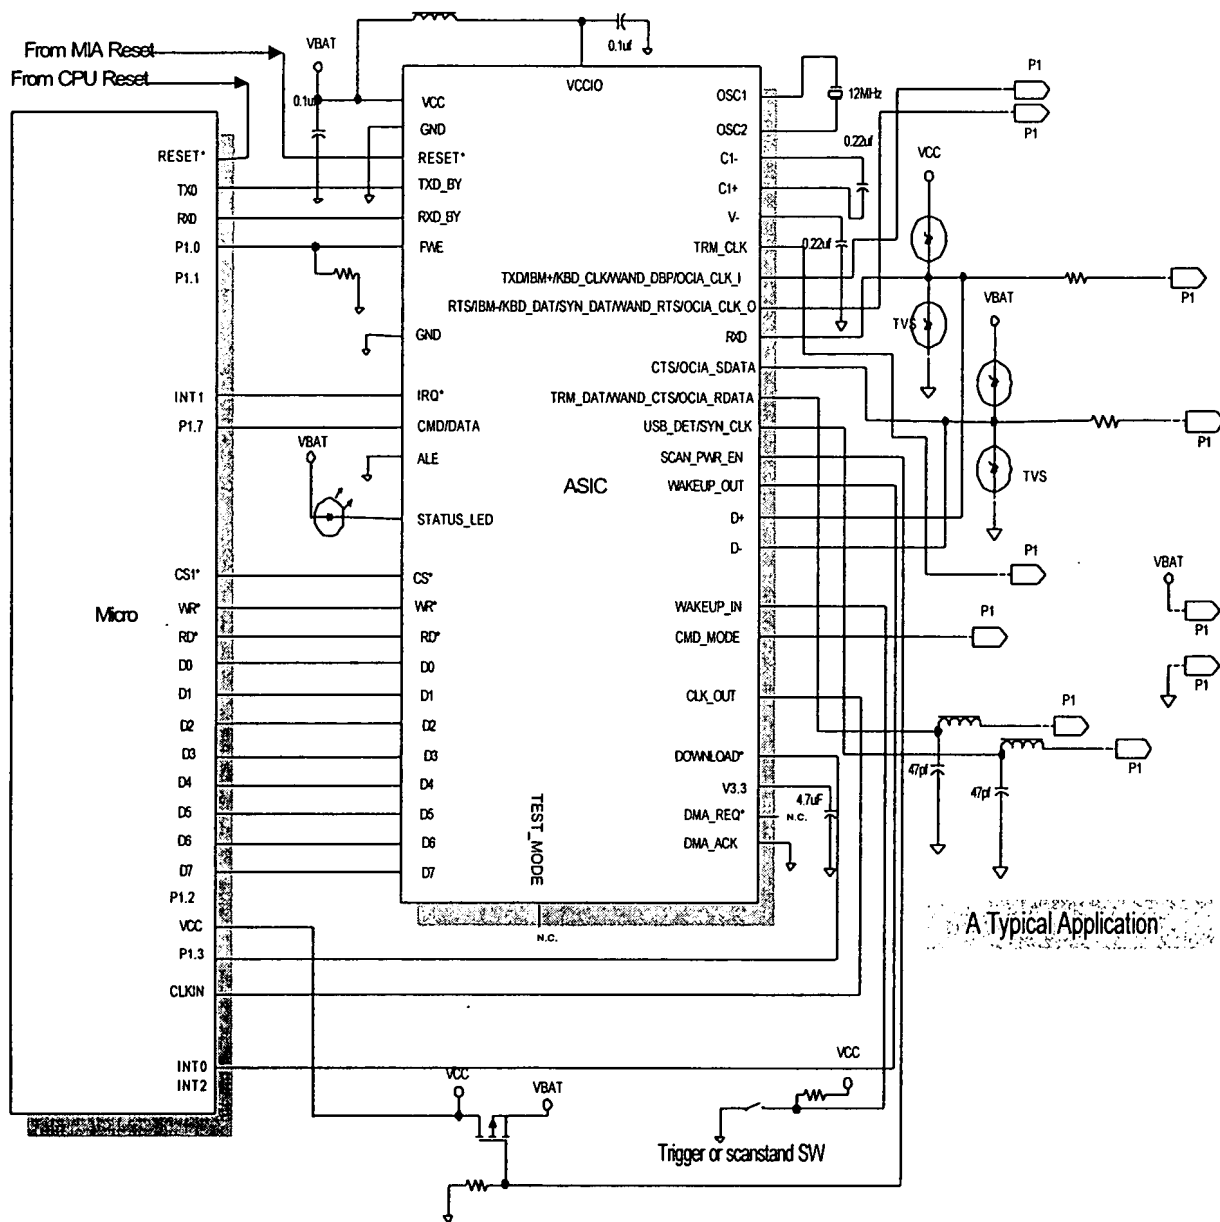 From MIA Reset
From CPU Reset
VBAT
0.1uf
0.1uf
VCCIO
VCC
GND
RESET*
TXD_BY
RXD_BY
FWE
GND
IRQ*
CMD/DATA
ALE
STATUS_LED
CS*
WR*
RD*
D0
D1
D2
D3
D4
D5
D6
D7
TEST_MODE
N.C.
ASIC
RESET*
TX0
RXD
P1.0
P1.1
INT1
P1.7
VBAT
Micro
CS1*
WR*
RD*
D0
D1
D2
D3
D4
D5
D6
D7
P1.2
VCC
P1.3
CLKIN
INT0
INT2
OSC1
OSC2
C1-
C1+
V-
TRM_CLK
TXD/IBM+/KBD_CLK/WAND_DBP/OCIA_CLK_I
RTS/IBM-/KBD_DAT/SYN_DAT/WAND_RTS/OCIA_CLK_O
RXD
CTS/OCIA_SDATA
TRM_DAT/WAND_CTS/OCIA_RDATA
USB_DET/SYN_CLK
SCAN_PWR_EN
WAKEUP_OUT
D+
D-
WAKEUP_IN
CMD_MODE
CLK_OUT
DOWNLOAD*
V3.3
DMA_REQ*
DMA_ACK
12MHz
0.22uf
0.22uf
4.7uF
N.C.
P1
P1
VCC
TVS
P1
VBAT
TVS
P1
P1
P1
VBAT
P1
P1
P1
P1
47pf
47pf
A Typical Application
VCC
VBAT
VCC
Trigger or scanstand SW